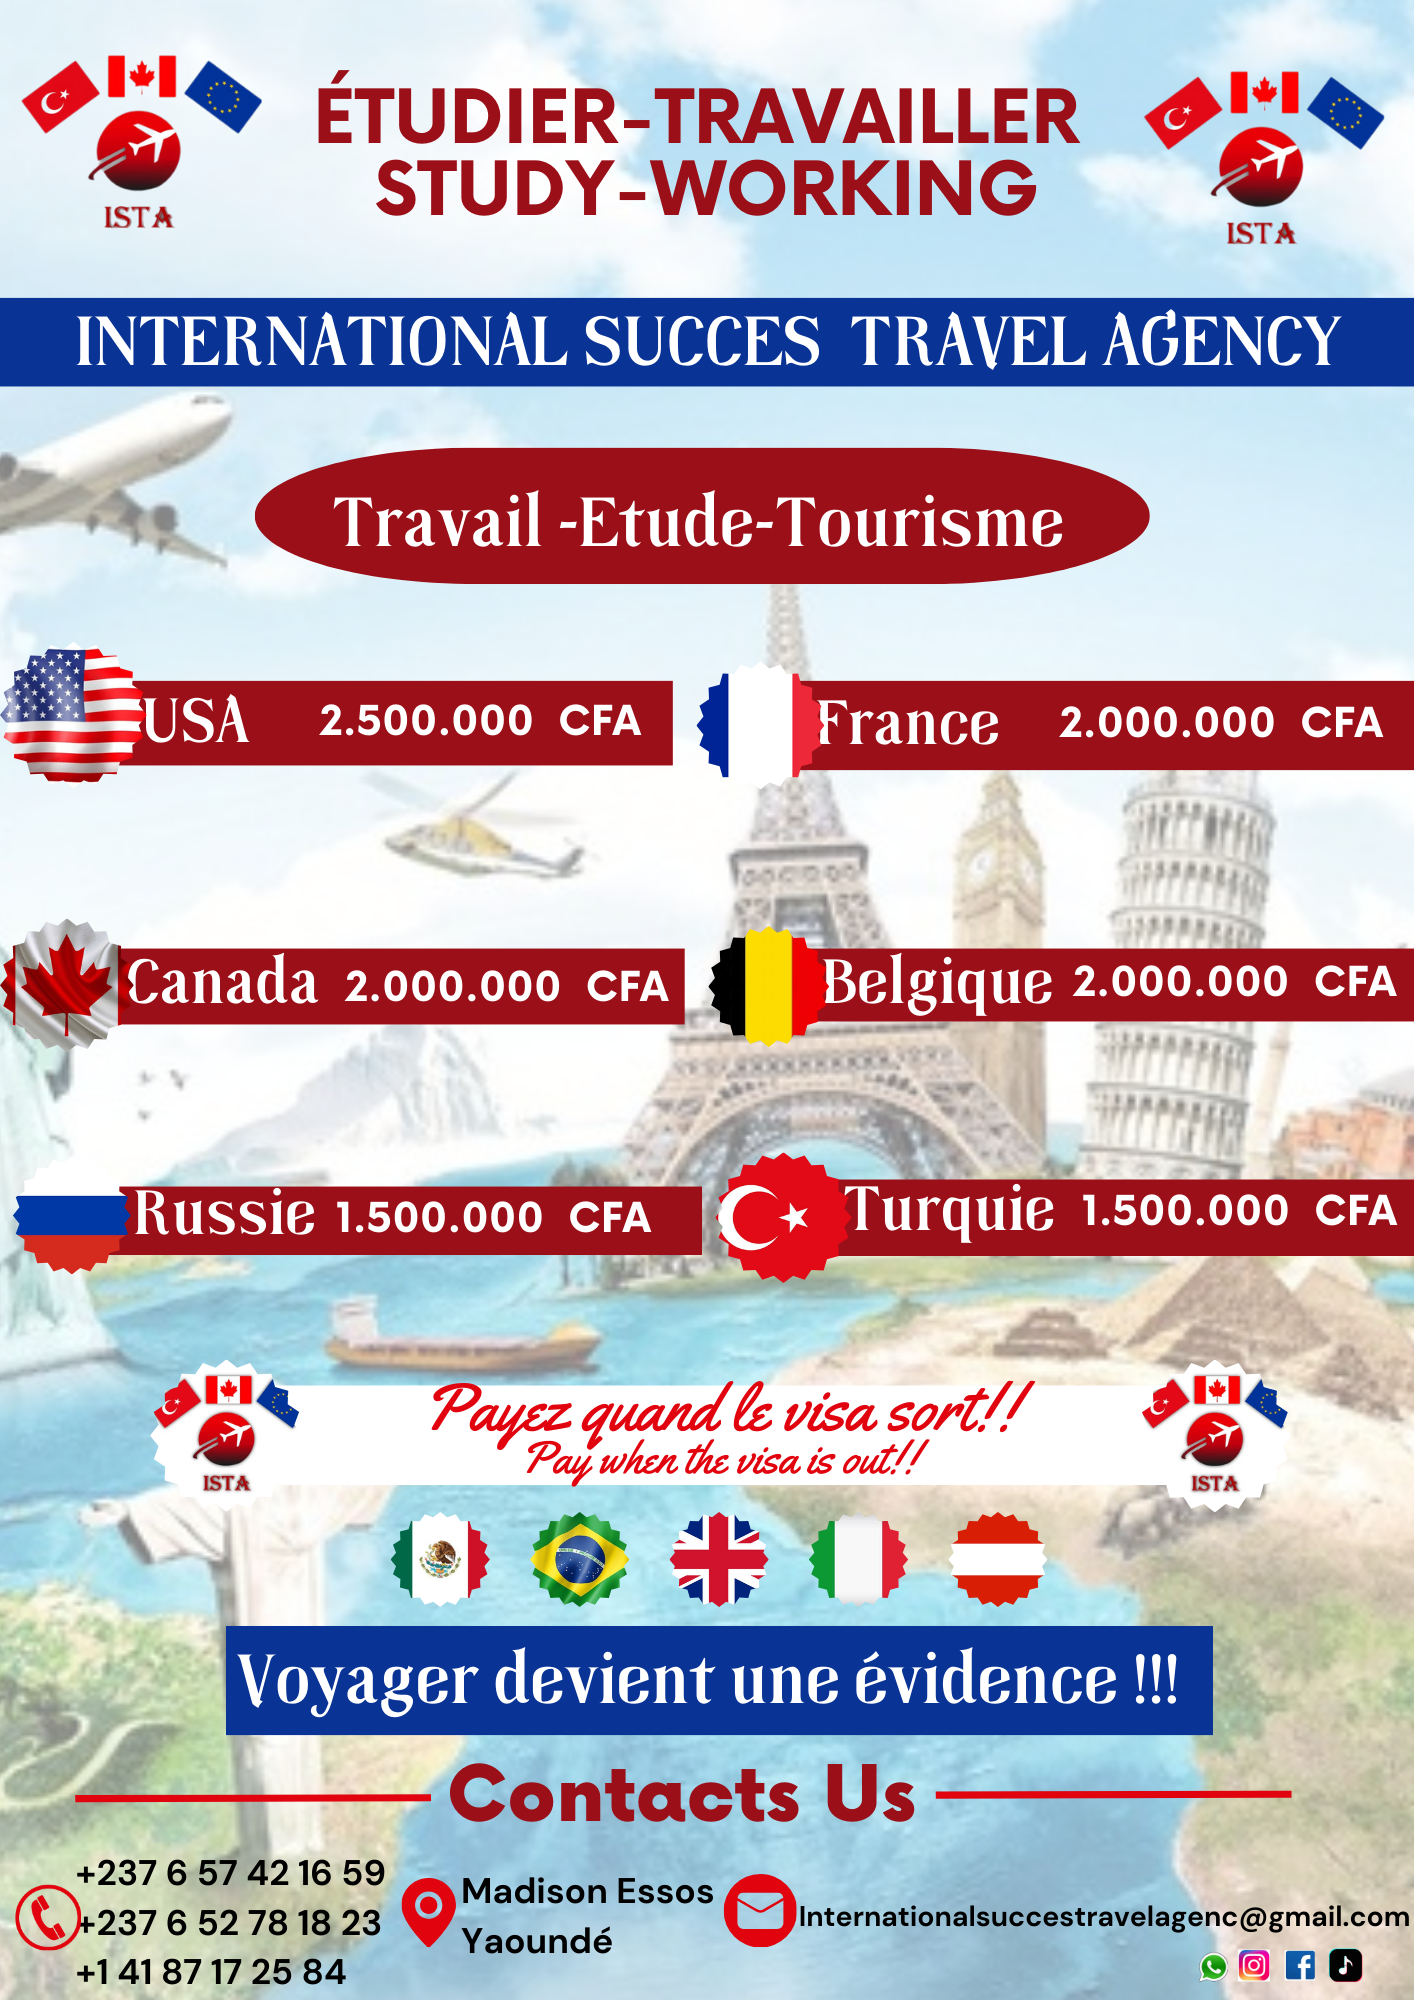 ISTA
ÉTUDIER-TRAVAILLER
STUDY-WORKING
ISTA
INTERNATIONAL SUCCES TRAVEL AGENCY
Travail -Etude-Tourisme
USA 2.500.000 CFA
France 2.000.000 CFA
Canada 2.000.000 CFA
Belgique 2.000.000 CFA
Russie 1.500.000 CFA
Turquie 1.500.000 CFA
ISTA
Payez quand le visa sort!!
Pay when the visa is out!!
ISTA
Voyager devient une évidence !!!
Contacts Us
+237 6 57 42 16 59
+237 6 52 78 18 23
+1 41 87 17 25 84
Madison Essos
Yaoundé
Internationalsuccestravelagenc@gmail.com